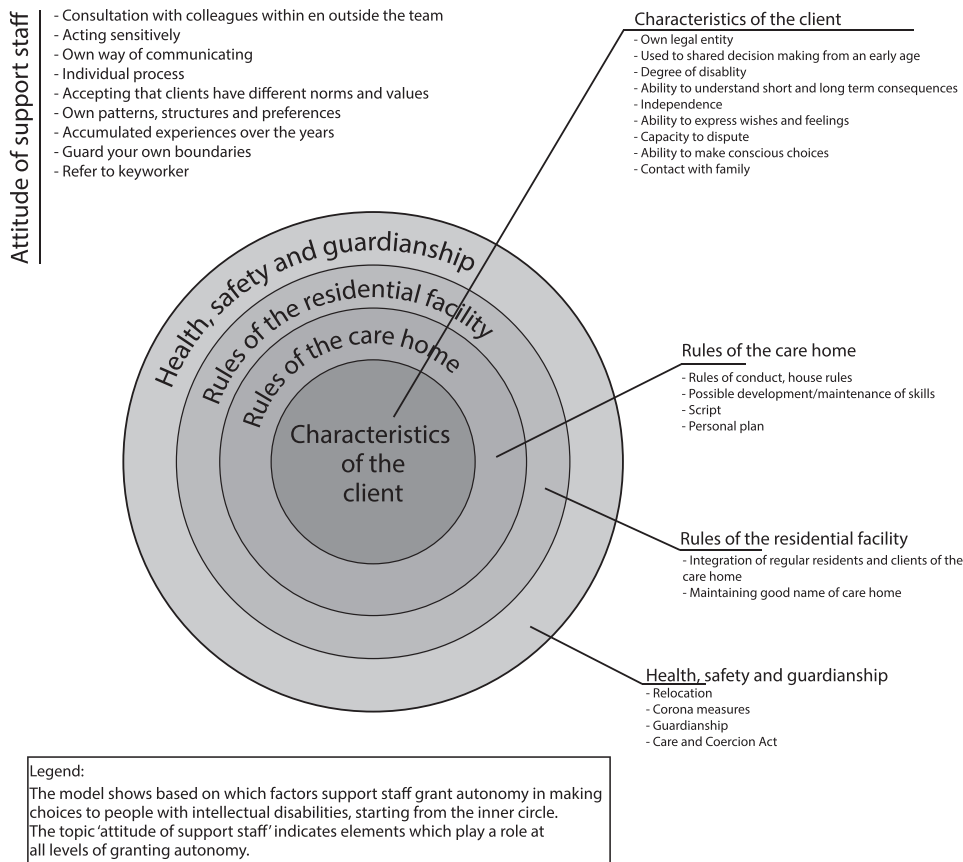 Attitude of support staff
- Consultation with colleagues within en outside the team
- Acting sensitively
- Own way of communicating
- Individual process
- Accepting that clients have different norms and values
- Own patterns, structures and preferences
- Accumulated experiences over the years
- Guard your own boundaries
- Refer to keyworker
Characteristics of the client
- Own legal entity
- Used to shared decision making from an early age
- Degree of disablity
- Ability to understand short and long term consequences
- Independence
- Ability to express wishes and feelings
- Capacity to dispute
- Ability to make conscious choices
- Contact with family
Health, safety and guardianship
Rules of the residential facility
Rules of the care home
Characteristics
of the
client
Rules of the care home
- Rules of conduct, house rules
- Possible development/maintenance of skills
- Script
- Personal plan
Rules of the residential facility
- Integration of regular residents and clients of the
care home
- Maintaining good name of care home
Health, safety and guardianship
- Relocation
- Corona measures
- Guardianship
- Care and Coercion Act
Legend:
The model shows based on which factors support staff grant autonomy in making
choices to people with intellectual disabilities, starting from the inner circle.
The topic ‘attitude of support staff’ indicates elements which play a role at
all levels of granting autonomy.